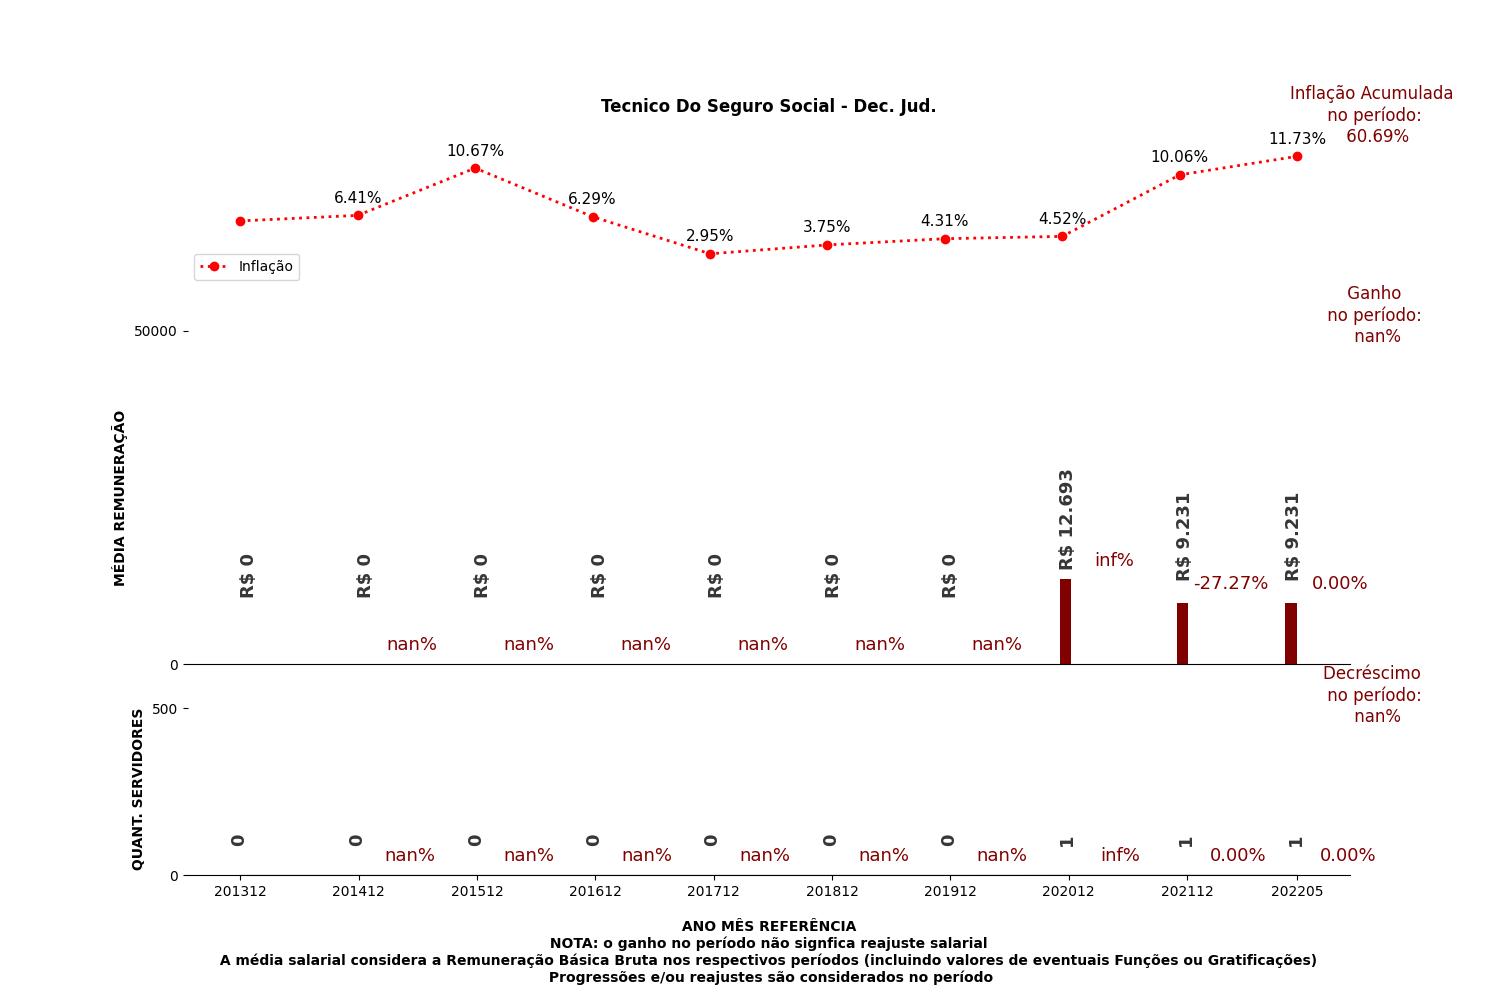 Tecnico Do Seguro Social - Dec. Jud.
Inflação Acumulada
no período:
60.69%
6.41%
10.67%
6.29%
2.95%
3.75%
4.31%
4.52%
10.06%
11.73%
Inflação
Ganho
no período:
nan%
50000
0
MÉDIA REMUNERAÇÃO
R$ 0
R$ 0
R$ 0
R$ 0
R$ 0
R$ 0
R$ 0
R$ 12.693
R$ 9.231
R$ 9.231
nan%
nan%
nan%
nan%
nan%
nan%
inf%
-27.27%
0.00%
Decréscimo
no período:
nan%
500
0
QUANT. SERVIDORES
0
0
0
0
0
0
0
1
1
1
nan%
nan%
nan%
nan%
nan%
nan%
inf%
0.00%
0.00%
201312
201412
201512
201612
201712
201812
201912
202012
202112
202205
ANO MÊS REFERÊNCIA
NOTA: o ganho no período não signfica reajuste salarial
A média salarial considera a Remuneração Básica Bruta nos respectivos períodos (incluindo valores de eventuais Funções ou Gratificações)
Progressões e/ou reajustes são considerados no período